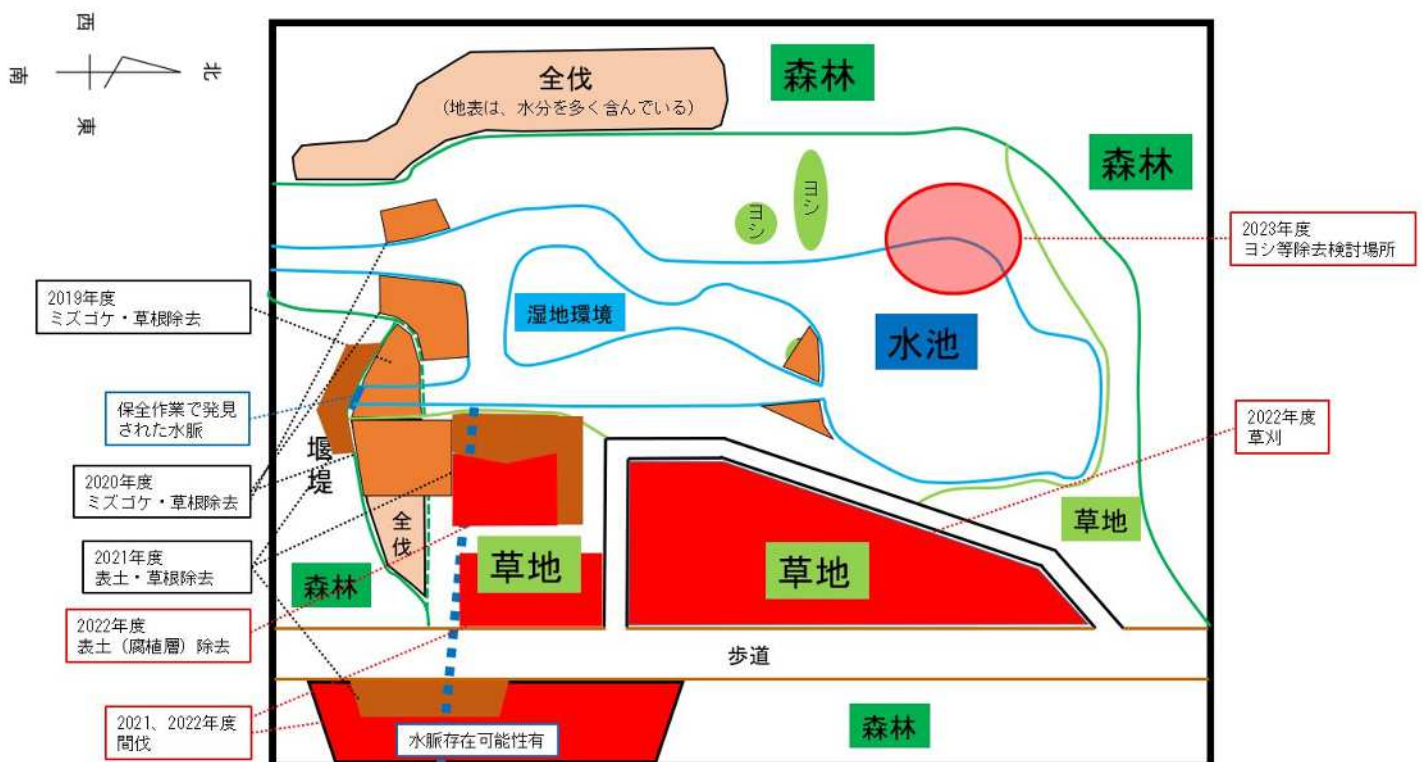 西
北
南
東
全伐
(地表は、水分を多く含んでいる)
森林
森林
ヨシ
ヨシ
2023年度
ヨシ等除去検討場所
2019年度
ミズゴケ・草根除去
湿地環境
水池
保全作業で発見
された水脈
2022年度
草刈
堰堤
2020年度
ミズゴケ・草根除去
全伐
草地
草地
草地
2021年度
表土・草根除去
森林
2022年度
表土（腐植層）除去
歩道
2021、2022年度
間伐
水脈存在可能性有
森林